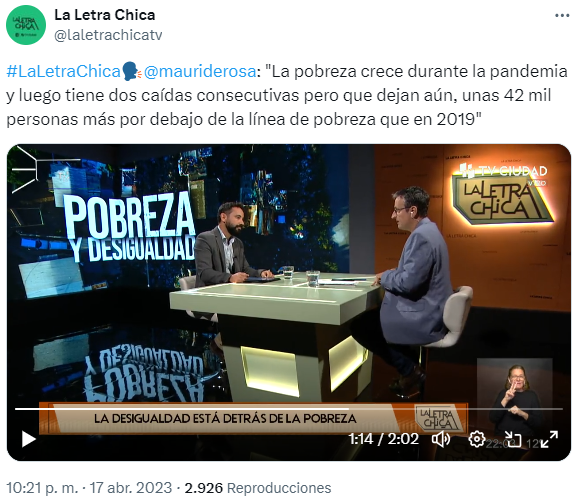 La Letra Chica
@laletrachicatv
#LaLetraChica🗣️@mauriderosa: "La pobreza crece durante la pandemia
y luego tiene dos caídas consecutivas pero que dejan aún, unas 42 mil
personas más por debajo de la línea de pobreza que en 2019"
TV CIUDAD
LA LETRA
CHICA
POBREZA
Y DESIGUALDAD
LA DESIGUALDAD ESTÁ DETRÁS DE LA POBREZA
LA LETRA
CHICA
1:14 / 2:02
10:21 p. m. · 17 abr. 2023 · 2.926 Reproducciones